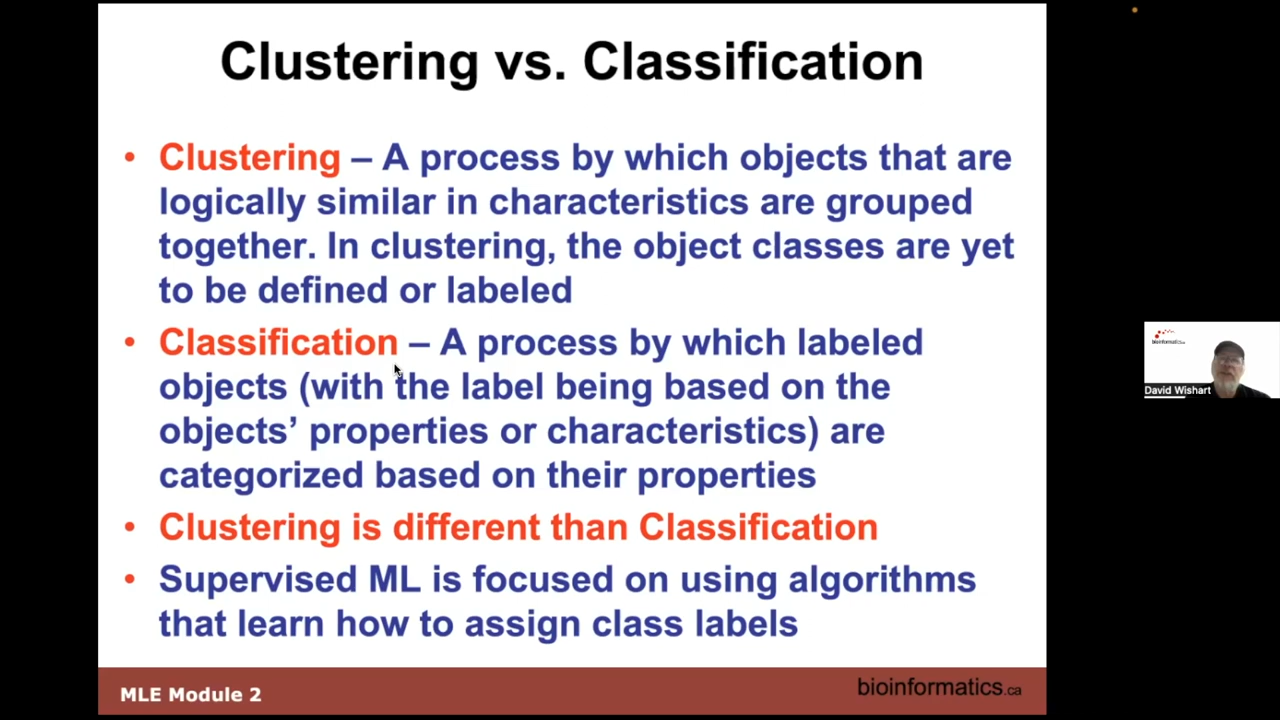 Clustering vs. Classification
• Clustering – A process by which objects that are
logically similar in characteristics are grouped
together. In clustering, the object classes are yet
to be defined or labeled
• Classification – A process by which labeled
objects (with the label being based on the
objects’ properties or characteristics) are
categorized based on their properties
• Clustering is different than Classification
• Supervised ML is focused on using algorithms
that learn how to assign class labels
MLE Module 2
bioinformatics.ca
bioinformatics.ca
David Wishart